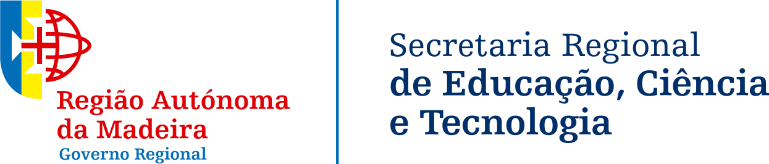 Região Autónoma
da Madeira
Governo Regional
Secretaria Regional
de Educação, Ciência
e Tecnologia